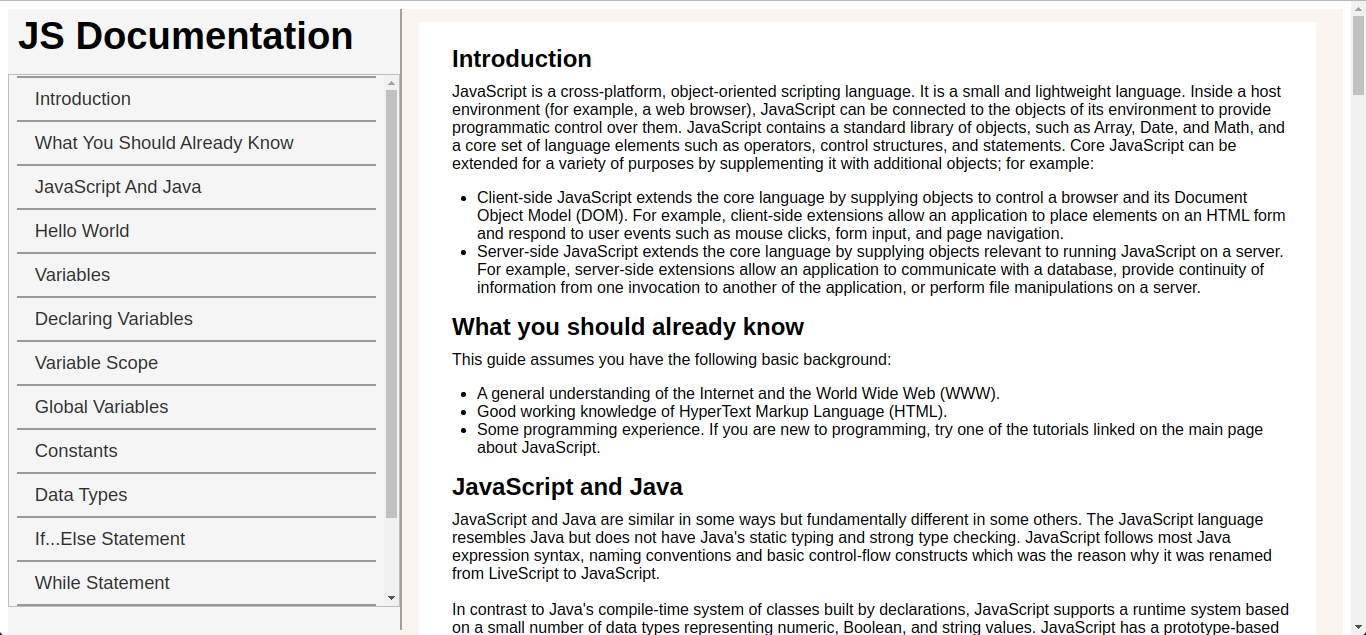 JS Documentation
Introduction
What You Should Already Know
JavaScript And Java
Hello World
Variables
Declaring Variables
Variable Scope
Global Variables
Constants
Data Types
If...Else Statement
While Statement
Introduction
JavaScript is a cross-platform, object-oriented scripting language. It is a small and lightweight language. Inside a host
environment (for example, a web browser), JavaScript can be connected to the objects of its environment to provide
programmatic control over them. JavaScript contains a standard library of objects, such as Array, Date, and Math, and
a core set of language elements such as operators, control structures, and statements. Core JavaScript can be
extended for a variety of purposes by supplementing it with additional objects; for example:
• Client-side JavaScript extends the core language by supplying objects to control a browser and its Document
Object Model (DOM). For example, client-side extensions allow an application to place elements on an HTML form
and respond to user events such as mouse clicks, form input, and page navigation.
• Server-side JavaScript extends the core language by supplying objects relevant to running JavaScript on a server.
For example, server-side extensions allow an application to communicate with a database, provide continuity of
information from one invocation to another of the application, or perform file manipulations on a server.
What you should already know
This guide assumes you have the following basic background:
• A general understanding of the Internet and the World Wide Web (WWW).
• Good working knowledge of HyperText Markup Language (HTML).
• Some programming experience. If you are new to programming, try one of the tutorials linked on the main page
about JavaScript.
JavaScript and Java
JavaScript and Java are similar in some ways but fundamentally different in some others. The JavaScript language
resembles Java but does not have Java's static typing and strong type checking. JavaScript follows most Java
expression syntax, naming conventions and basic control-flow constructs which was the reason why it was renamed
from LiveScript to JavaScript.
In contrast to Java's compile-time system of classes built by declarations, JavaScript supports a runtime system based
on a small number of data types representing numeric, Boolean, and string values. JavaScript has a prototype-based